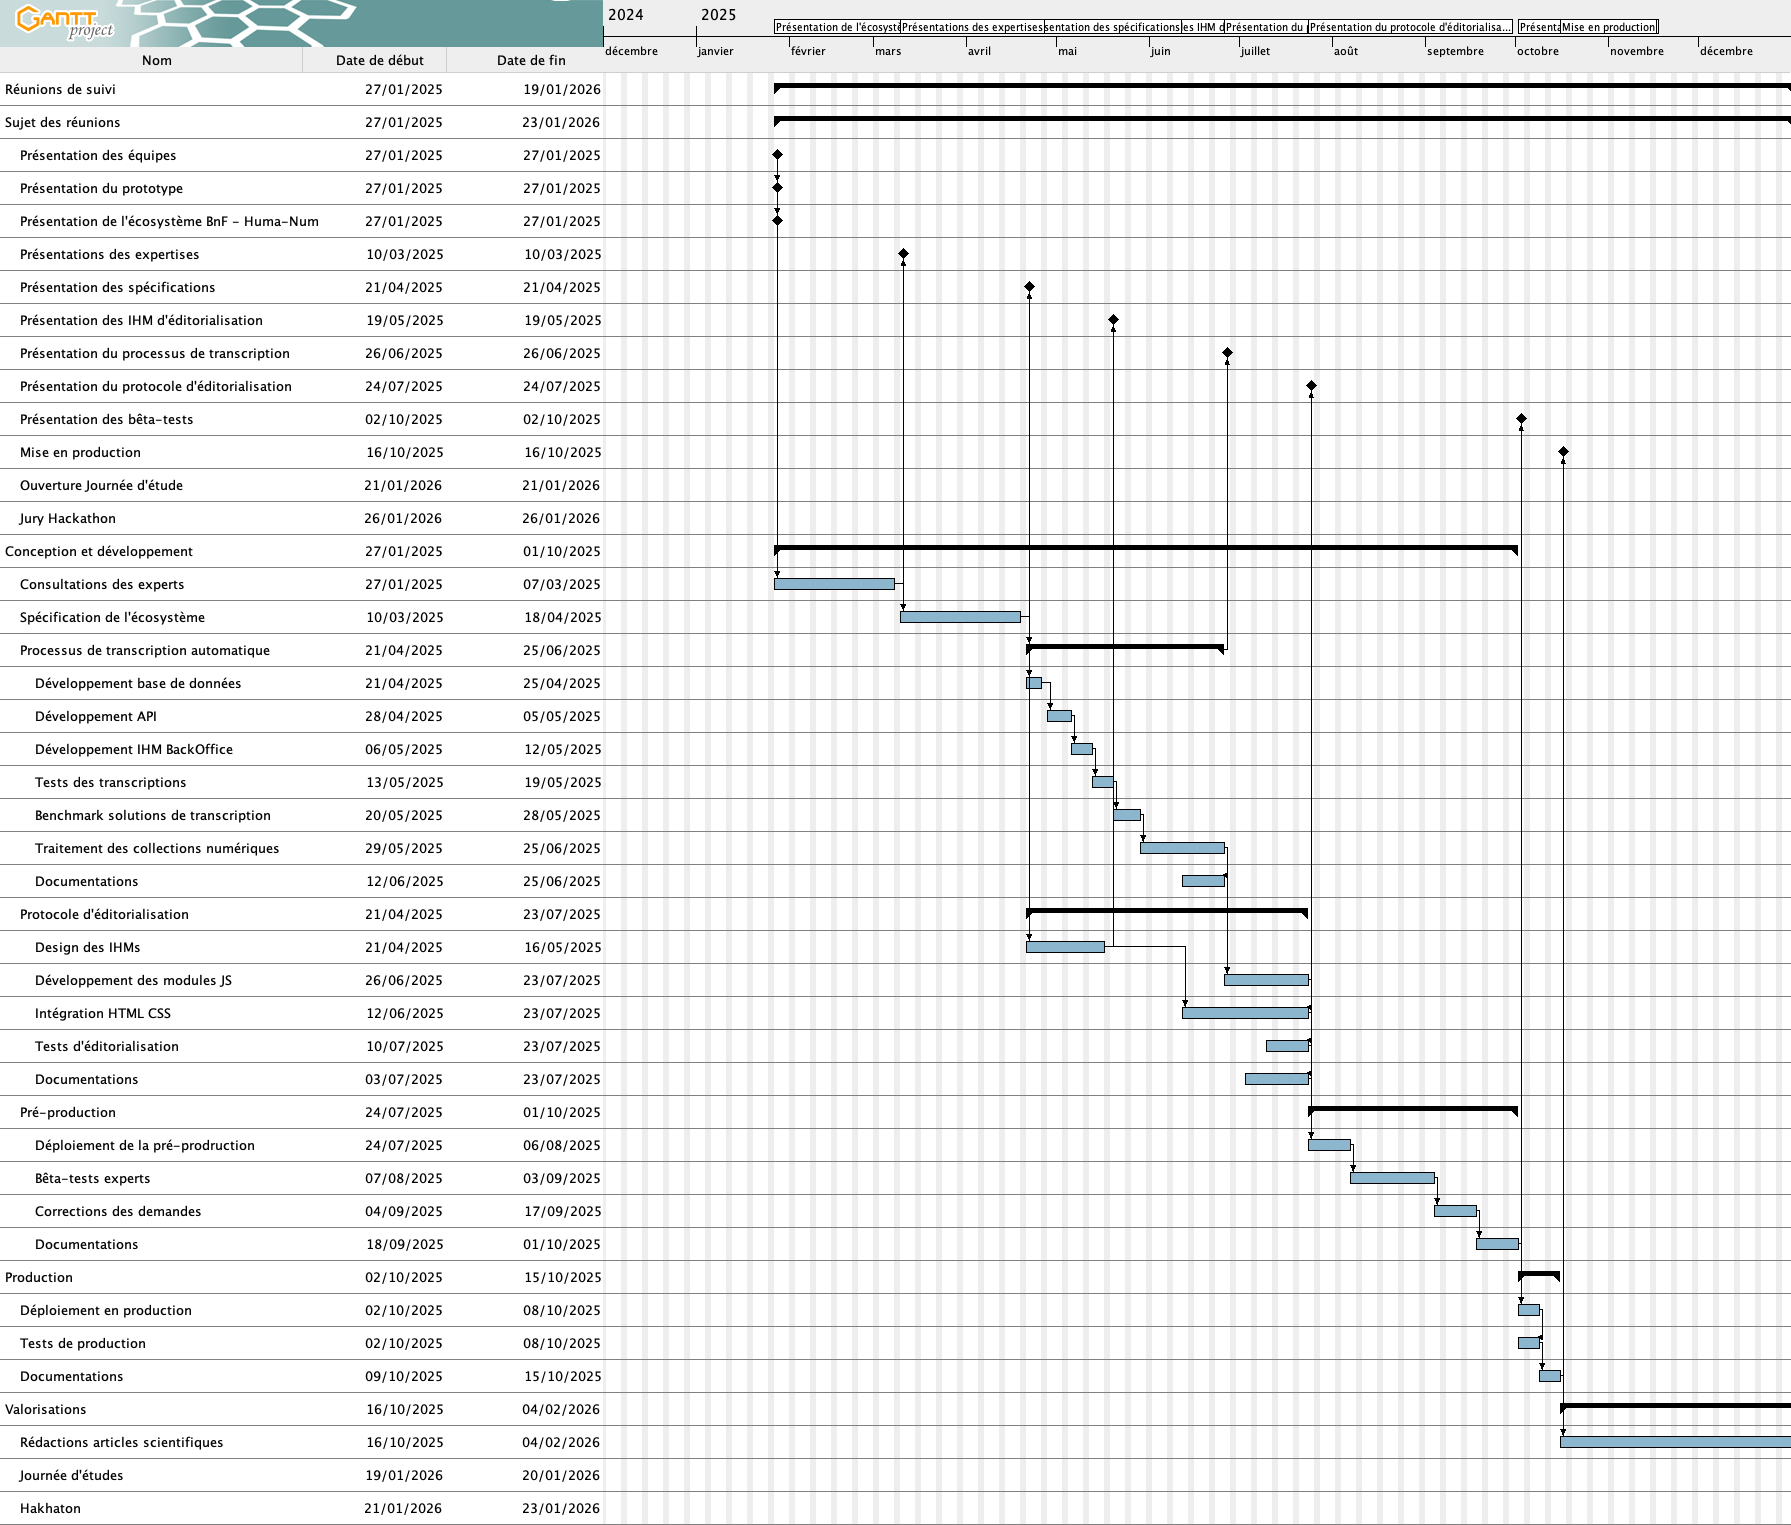 GANTT
project
2024 2025
Présentation de l'écosyst Présentations des expertises sentation des spécifications es IHM d Présentation du Présentation du protocole d'éditorialisa... Présenta Mise en production
décembre janvier février mars avril mai juin juillet août septembre octobre novembre décembre
Nom Date de début Date de fin
Réunions de suivi 27/01/2025 19/01/2026
Sujet des réunions 27/01/2025 23/01/2026
Présentation des équipes 27/01/2025 27/01/2025
Présentation du prototype 27/01/2025 27/01/2025
Présentation de l'écosystème BnF - Huma-Num 27/01/2025 27/01/2025
Présentations des expertises 10/03/2025 10/03/2025
Présentation des spécifications 21/04/2025 21/04/2025
Présentation des IHM d'éditorialisation 19/05/2025 19/05/2025
Présentation du processus de transcription 26/06/2025 26/06/2025
Présentation du protocole d'éditorialisation 24/07/2025 24/07/2025
Présentation des bêta-tests 02/10/2025 02/10/2025
Mise en production 16/10/2025 16/10/2025
Ouverture Journée d'étude 21/01/2026 21/01/2026
Jury Hackathon 26/01/2026 26/01/2026
Conception et développement 27/01/2025 01/10/2025
Consultations des experts 27/01/2025 07/03/2025
Spécification de l'écosystème 10/03/2025 18/04/2025
Processus de transcription automatique 21/04/2025 25/06/2025
Développement base de données 21/04/2025 25/04/2025
Développement API 28/04/2025 05/05/2025
Développement IHM BackOffice 06/05/2025 12/05/2025
Tests des transcriptions 13/05/2025 19/05/2025
Benchmark solutions de transcription 20/05/2025 28/05/2025
Traitement des collections numériques 29/05/2025 25/06/2025
Documentations 12/06/2025 25/06/2025
Protocole d'éditorialisation 21/04/2025 23/07/2025
Design des IHMs 21/04/2025 16/05/2025
Développement des modules JS 26/06/2025 23/07/2025
Intégration HTML CSS 12/06/2025 23/07/2025
Tests d'éditorialisation 10/07/2025 23/07/2025
Documentations 03/07/2025 23/07/2025
Pré-production 24/07/2025 01/10/2025
Déploiement de la pré-prodruction 24/07/2025 06/08/2025
Bêta-tests experts 07/08/2025 03/09/2025
Corrections des demandes 04/09/2025 17/09/2025
Documentations 18/09/2025 01/10/2025
Production 02/10/2025 15/10/2025
Déploiement en production 02/10/2025 08/10/2025
Tests de production 02/10/2025 08/10/2025
Documentations 09/10/2025 15/10/2025
Valorisations 16/10/2025 04/02/2026
Rédactions articles scientifiques 16/10/2025 04/02/2026
Journée d'études 19/01/2026 20/01/2026
Hakhaton 21/01/2026 23/01/2026